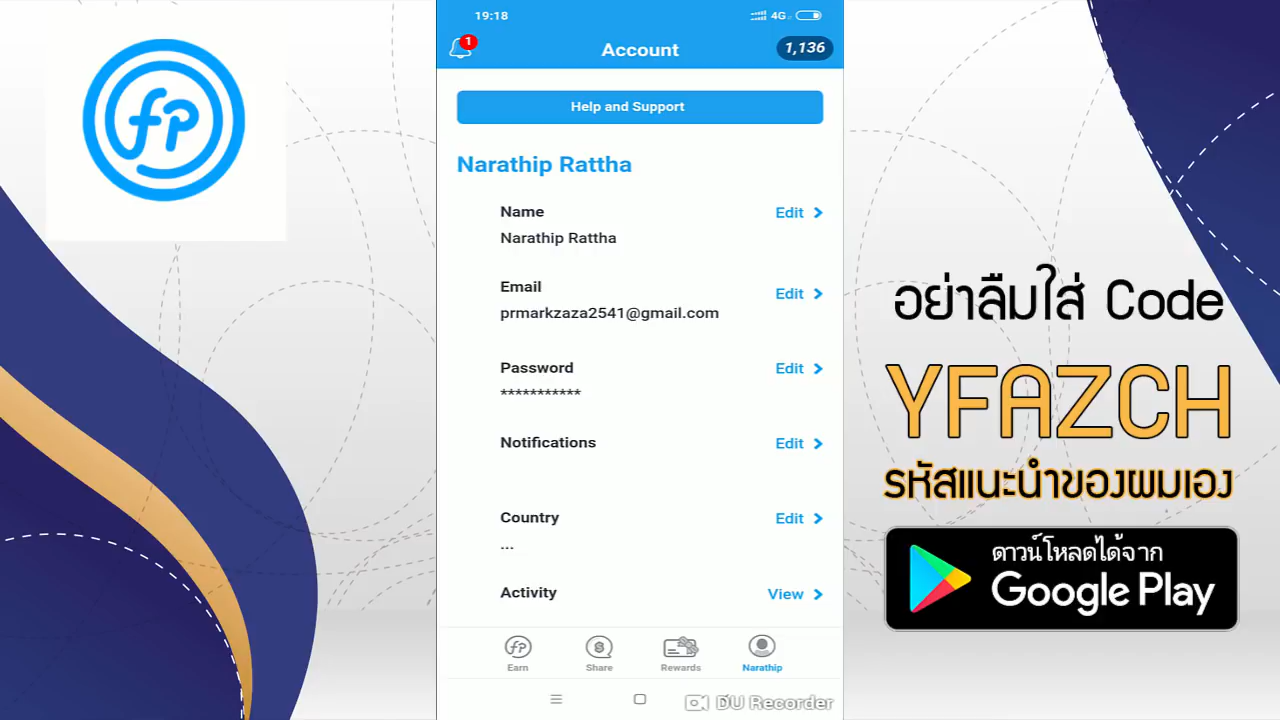 fp
19:18
4G
1
Account
1,136
Help and Support
Narathip Rattha
Name
Edit
Narathip Rattha
Email
Edit
prmarkzaza2541@gmail.com
Password
Edit
***********
Notifications
Edit
Country
Edit
...
Activity
View
Earn
Share
Rewards
Narathip
DU Recorder
อย่าลืมใส่ Code
YFAZCH
รหัสแนะนำของผมเอง
ดาวน์โหลดได้จาก
Google Play